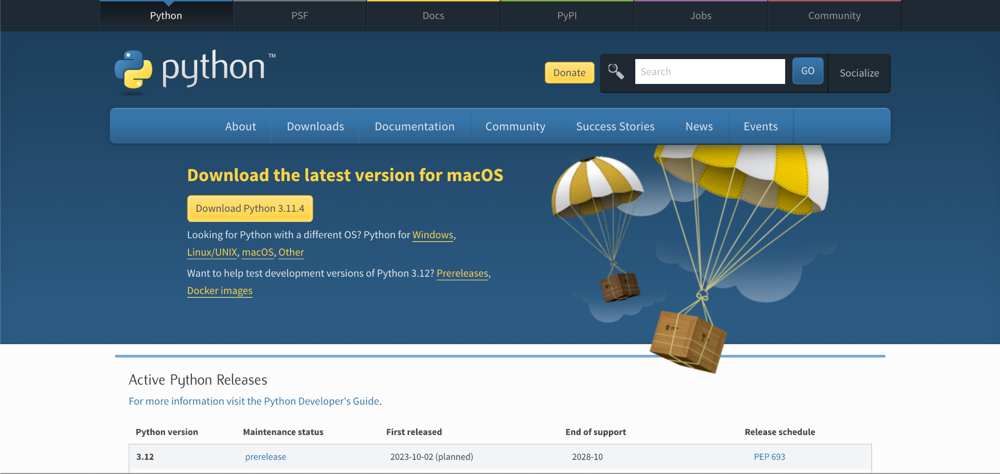 Python PSF Docs PyPI Jobs Community
python™
Donate Search GO Socialize
About Downloads Documentation Community Success Stories News Events
Download the latest version for macOS
Download Python 3.11.4
Looking for Python with a different OS? Python for Windows,
Linux/UNIX, macOS, Other
Want to help test development versions of Python 3.12? Prereleases,
Docker images
Active Python Releases
For more information visit the Python Developer's Guide.
Python version Maintenance status First released End of support Release schedule
3.12 prerelease 2023-10-02 (planned) 2028-10 PEP 693